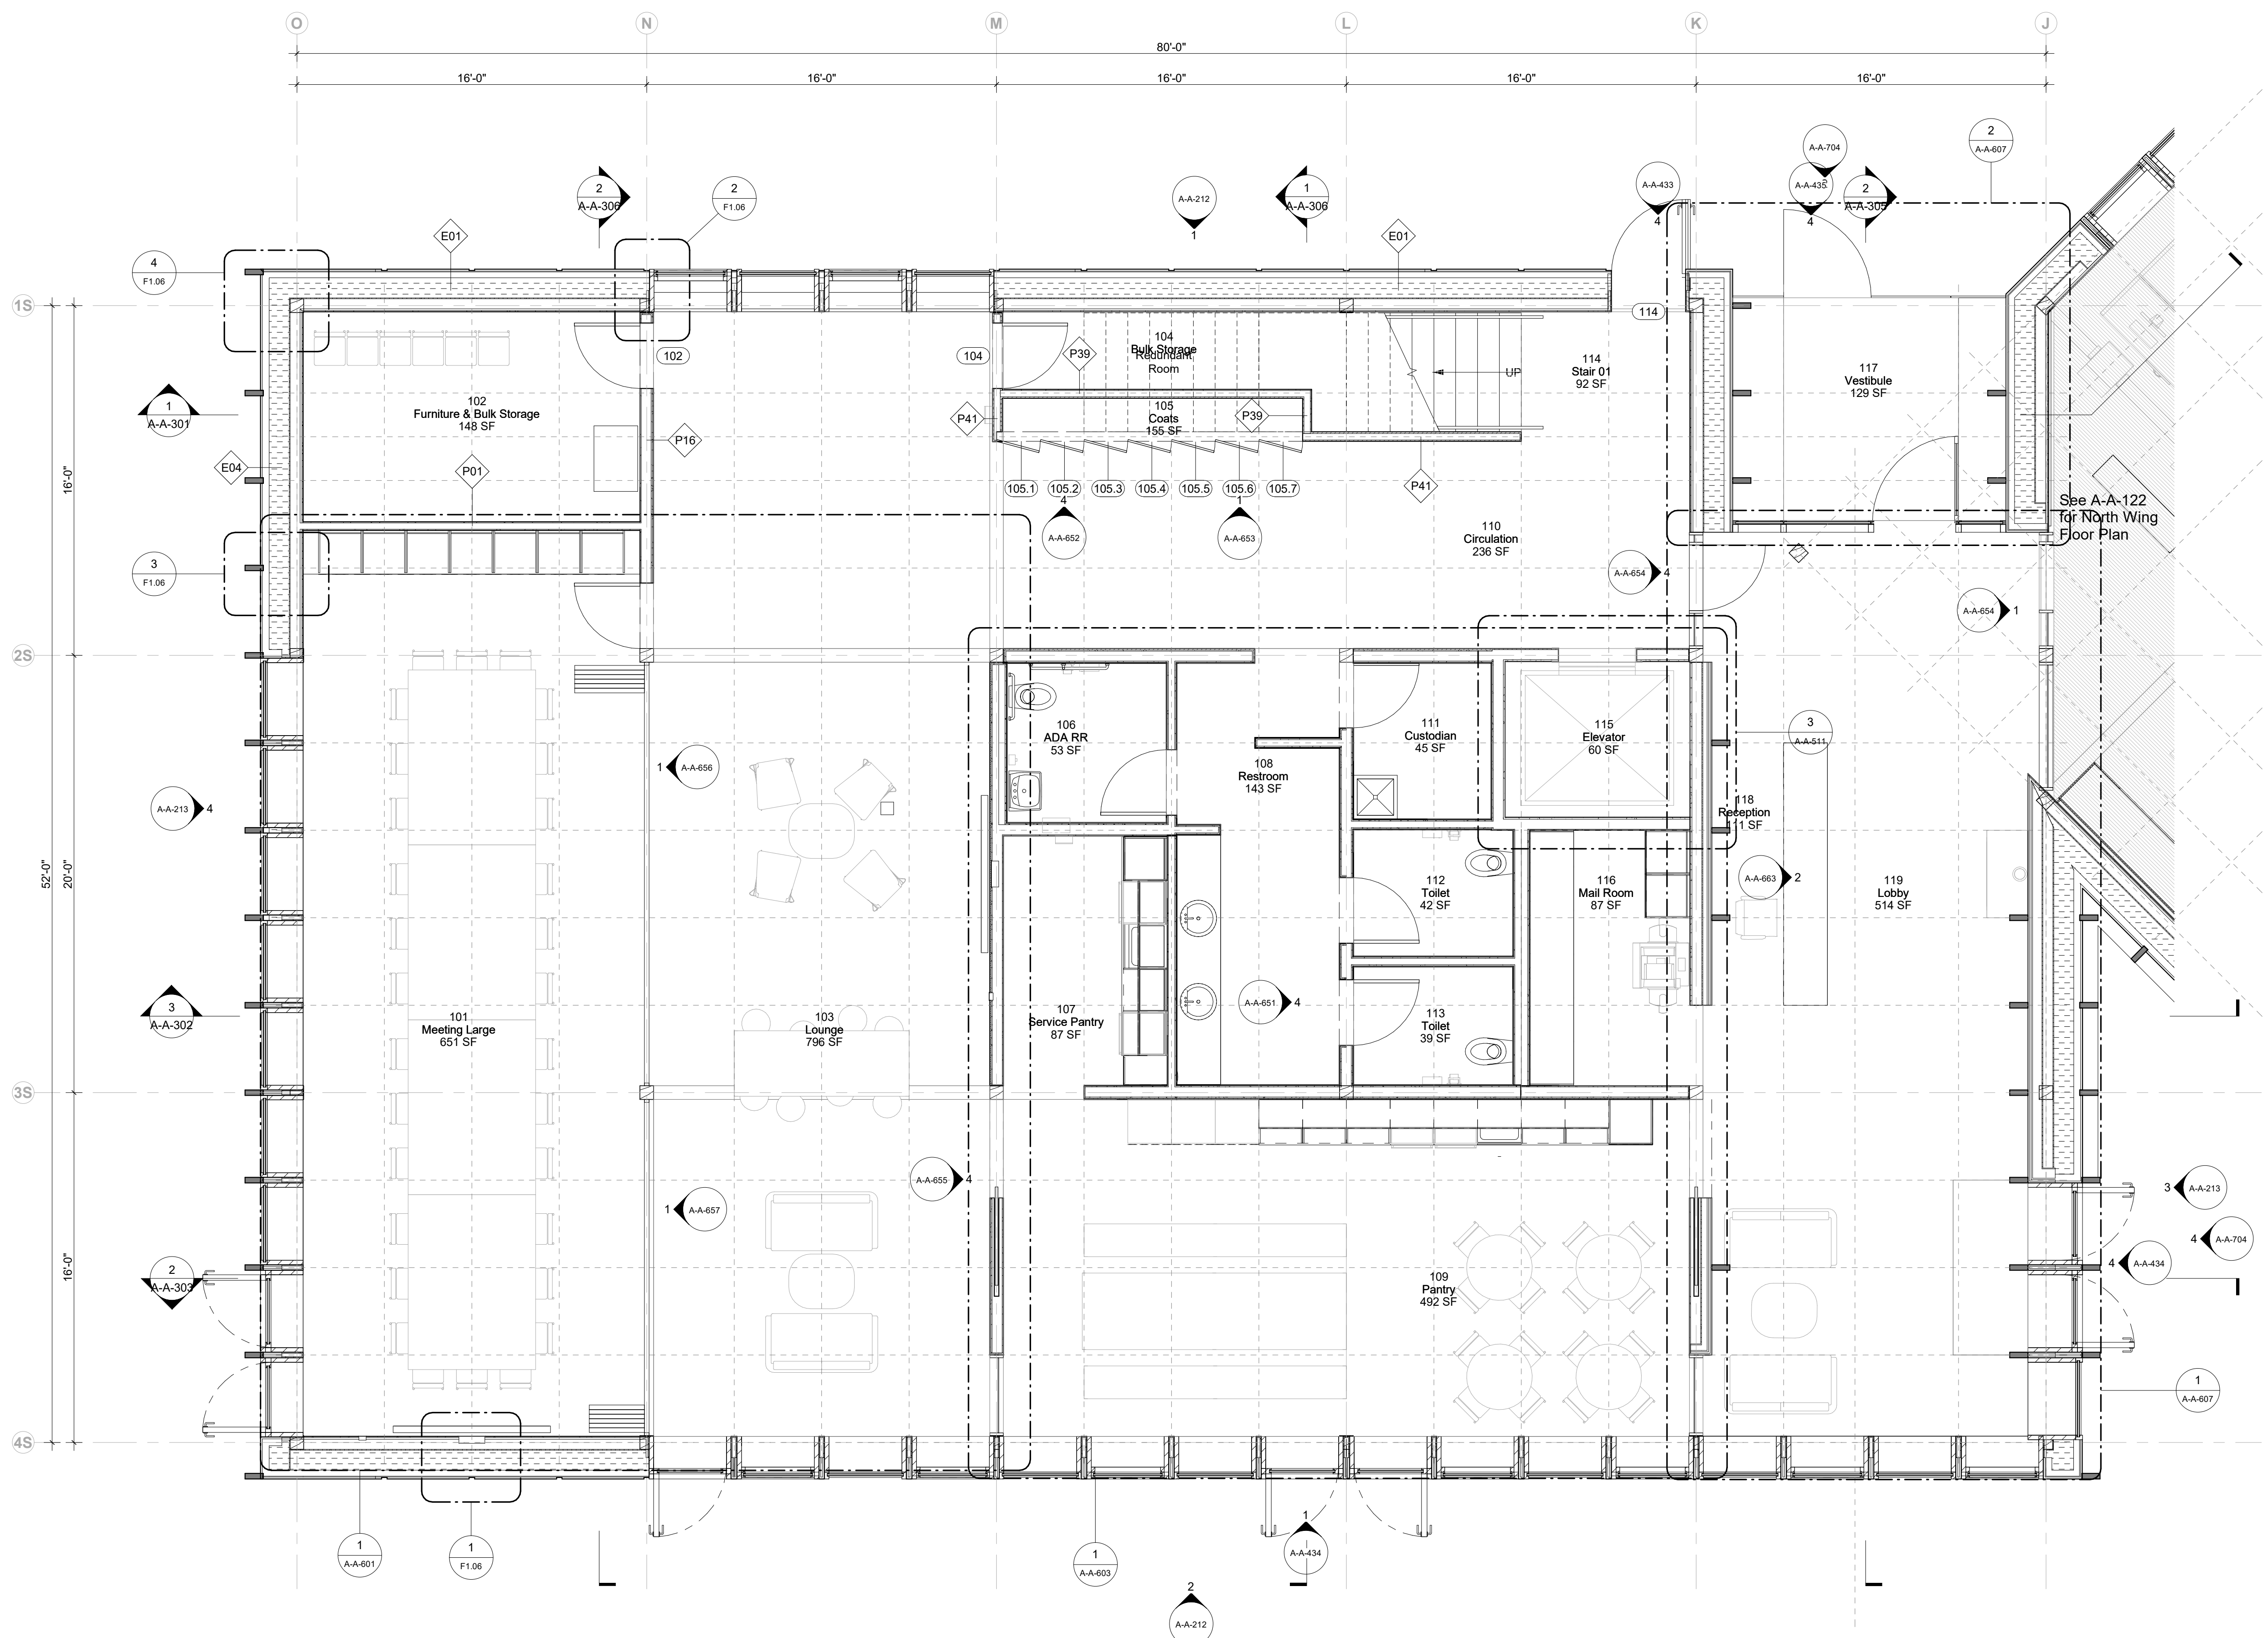 O
N
M
L
K
J
80'-0"
16'-0"
16'-0"
16'-0"
16'-0"
16'-0"
2
A-A-607
A-A-704
A-A-433
4
A-A-435
4
2
A-A-305
2
A-A-306
2
F1.06
A-A-212
1
1
A-A-306
E01
E01
4
F1.06
1S
114
102
104
104
Bulk Storage
Redundant
Room
P39
UP
114
Stair 01
92 SF
117
Vestibule
129 SF
1
A-A-301
102
Furniture & Bulk Storage
148 SF
P41
105
Coats
155 SF
P39
P16
E04
P01
16'-0"
105.1
105.2
105.3
105.4
105.5
105.6
105.7
P41
4
A-A-652
1
A-A-653
See A-A-122
for North Wing
Floor Plan
110
Circulation
236 SF
3
F1.06
A-A-654
4
A-A-654
1
2S
106
ADA RR
53 SF
111
Custodian
45 SF
115
Elevator
60 SF
3
A-A-511
1
A-A-656
108
Restroom
143 SF
A-A-213
4
118
Reception
111 SF
52'-0"
20'-0"
112
Toilet
42 SF
116
Mail Room
87 SF
A-A-663
2
119
Lobby
514 SF
3
A-A-302
101
Meeting Large
651 SF
103
Lounge
796 SF
107
Service Pantry
87 SF
A-A-651
4
113
Toilet
39 SF
3S
A-A-655
4
1
A-A-657
3
A-A-213
4
A-A-704
4
A-A-434
2
A-A-303
16'-0"
109
Pantry
492 SF
1
A-A-607
4S
1
A-A-601
1
F1.06
1
A-A-603
1
A-A-434
2
A-A-212